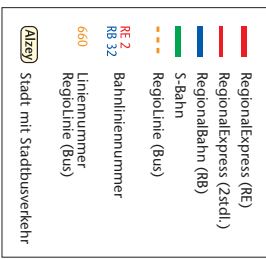 RegionalExpress (RE)
RegionalExpress (2stdl.)
RegionalBahn (RB)
S-Bahn
RegioLinie (Bus)
RE 2
RB 32
Bahnliniennummer
660
Liniennummer
RegioLinie (Bus)
Alzey
Stadt mit Stadtbusverkehr